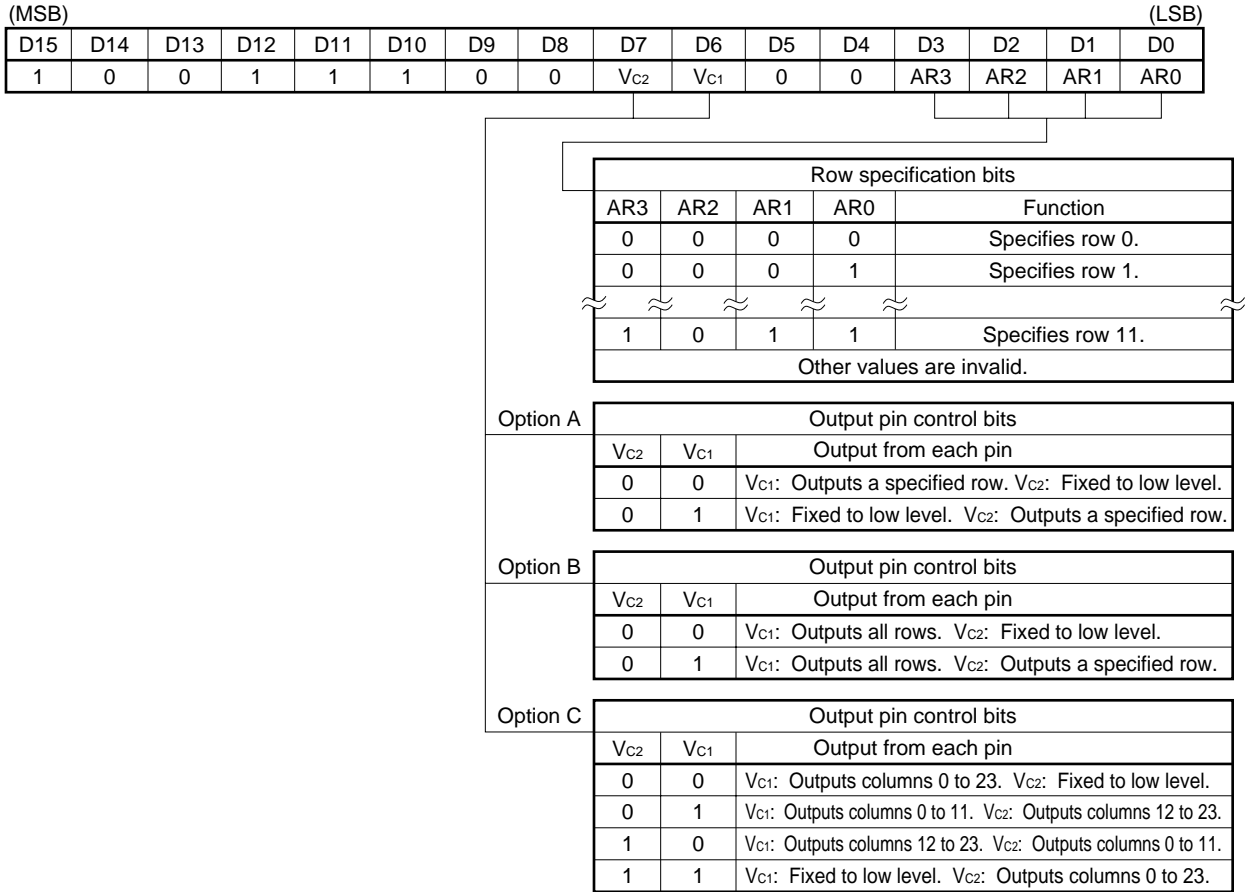 (MSB) (LSB)
D15 D14 D13 D12 D11 D10 D9 D8 D7 D6 D5 D4 D3 D2 D1 D0
1 0 0 1 1 1 0 0 VC2 VC1 0 0 AR3 AR2 AR1 AR0
Row specification bits
AR3 AR2 AR1 AR0 Function
0 0 0 0 Specifies row 0.
0 0 0 1 Specifies row 1.
1 0 1 1 Specifies row 11.
Other values are invalid.
Option A Output pin control bits
VC2 VC1 Output from each pin
0 0 VC1: Outputs a specified row. VC2: Fixed to low level.
0 1 VC1: Fixed to low level. VC2: Outputs a specified row.
Option B Output pin control bits
VC2 VC1 Output from each pin
0 0 VC1: Outputs all rows. VC2: Fixed to low level.
0 1 VC1: Outputs all rows. VC2: Outputs a specified row.
Option C Output pin control bits
VC2 VC1 Output from each pin
0 0 VC1: Outputs columns 0 to 23. VC2: Fixed to low level.
0 1 VC1: Outputs columns 0 to 11. VC2: Outputs columns 12 to 23.
1 0 VC1: Outputs columns 12 to 23. VC2: Outputs columns 0 to 11.
1 1 VC1: Fixed to low level. VC2: Outputs columns 0 to 23.